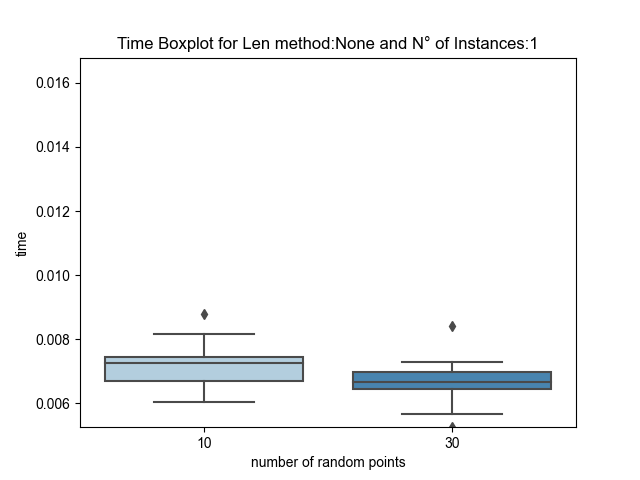 Time Boxplot for Len method:None and N° of Instances:1
0.016
0.014
0.012
0.010
0.008
0.006
time
10
30
number of random points